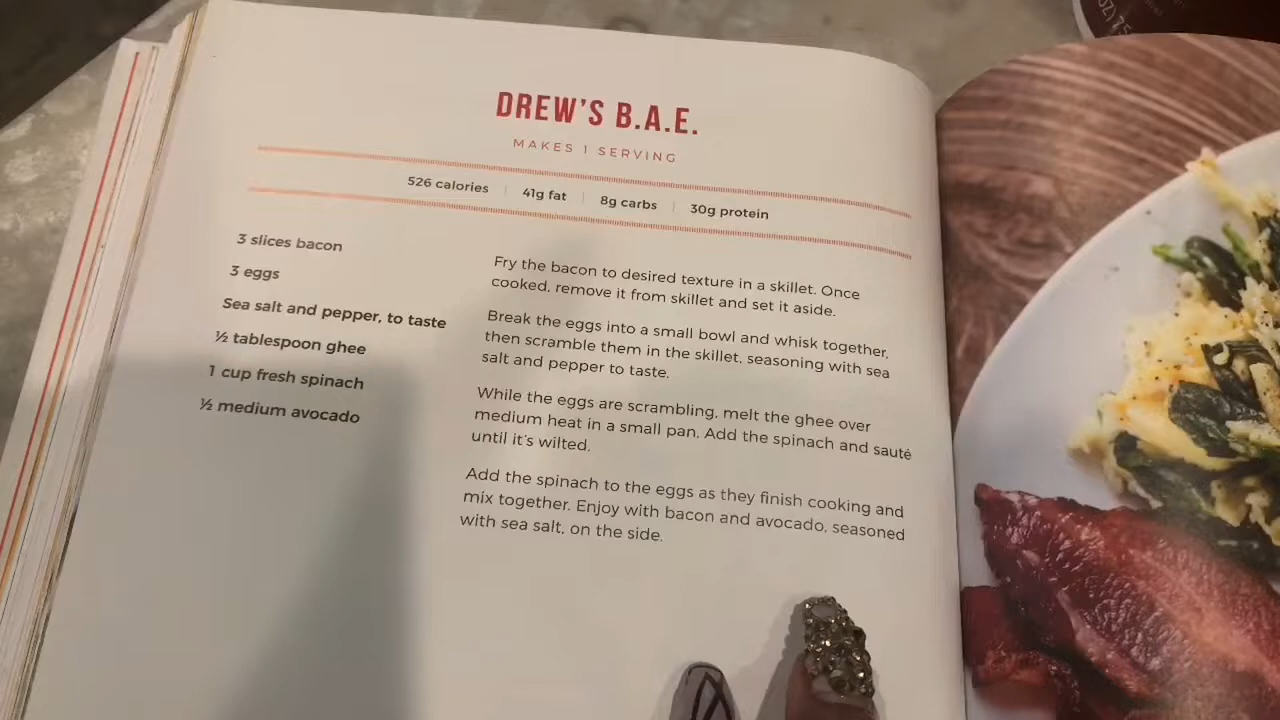 DREW'S B.A.E.
MAKES 1 SERVING
526 calories | 41g fat | 8g carbs | 30g protein
3 slices bacon
3 eggs
Sea salt and pepper, to taste
½ tablespoon ghee
1 cup fresh spinach
½ medium avocado
Fry the bacon to desired texture in a skillet. Once
cooked, remove it from skillet and set it aside.
Break the eggs into a small bowl and whisk together,
then scramble them in the skillet, seasoning with sea
salt and pepper to taste.
While the eggs are scrambling, melt the ghee over
medium heat in a small pan. Add the spinach and sauté
until it's wilted.
Add the spinach to the eggs as they finish cooking and
mix together. Enjoy with bacon and avocado, seasoned
with sea salt, on the side.